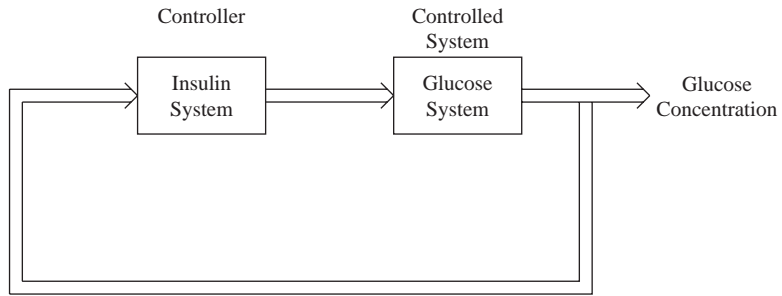 Controller
Controlled
System
Insulin
System
Glucose
System
Glucose
Concentration